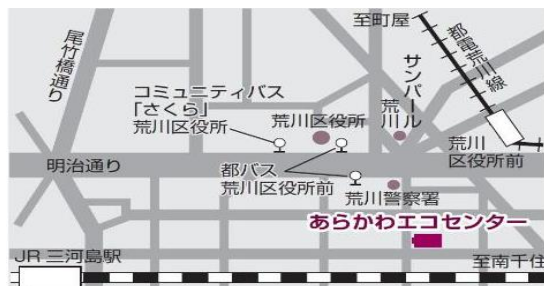 至町屋
都電荒川線
尾竹橋通り
サンパール
荒川
コミュニティバス
「さくら」
荒川区役所
荒川区役所
荒川
区役所前
明治通り
都バス
荒川区役所前
荒川警察署
あらかわエコセンター
JR 三河島駅
至南千住